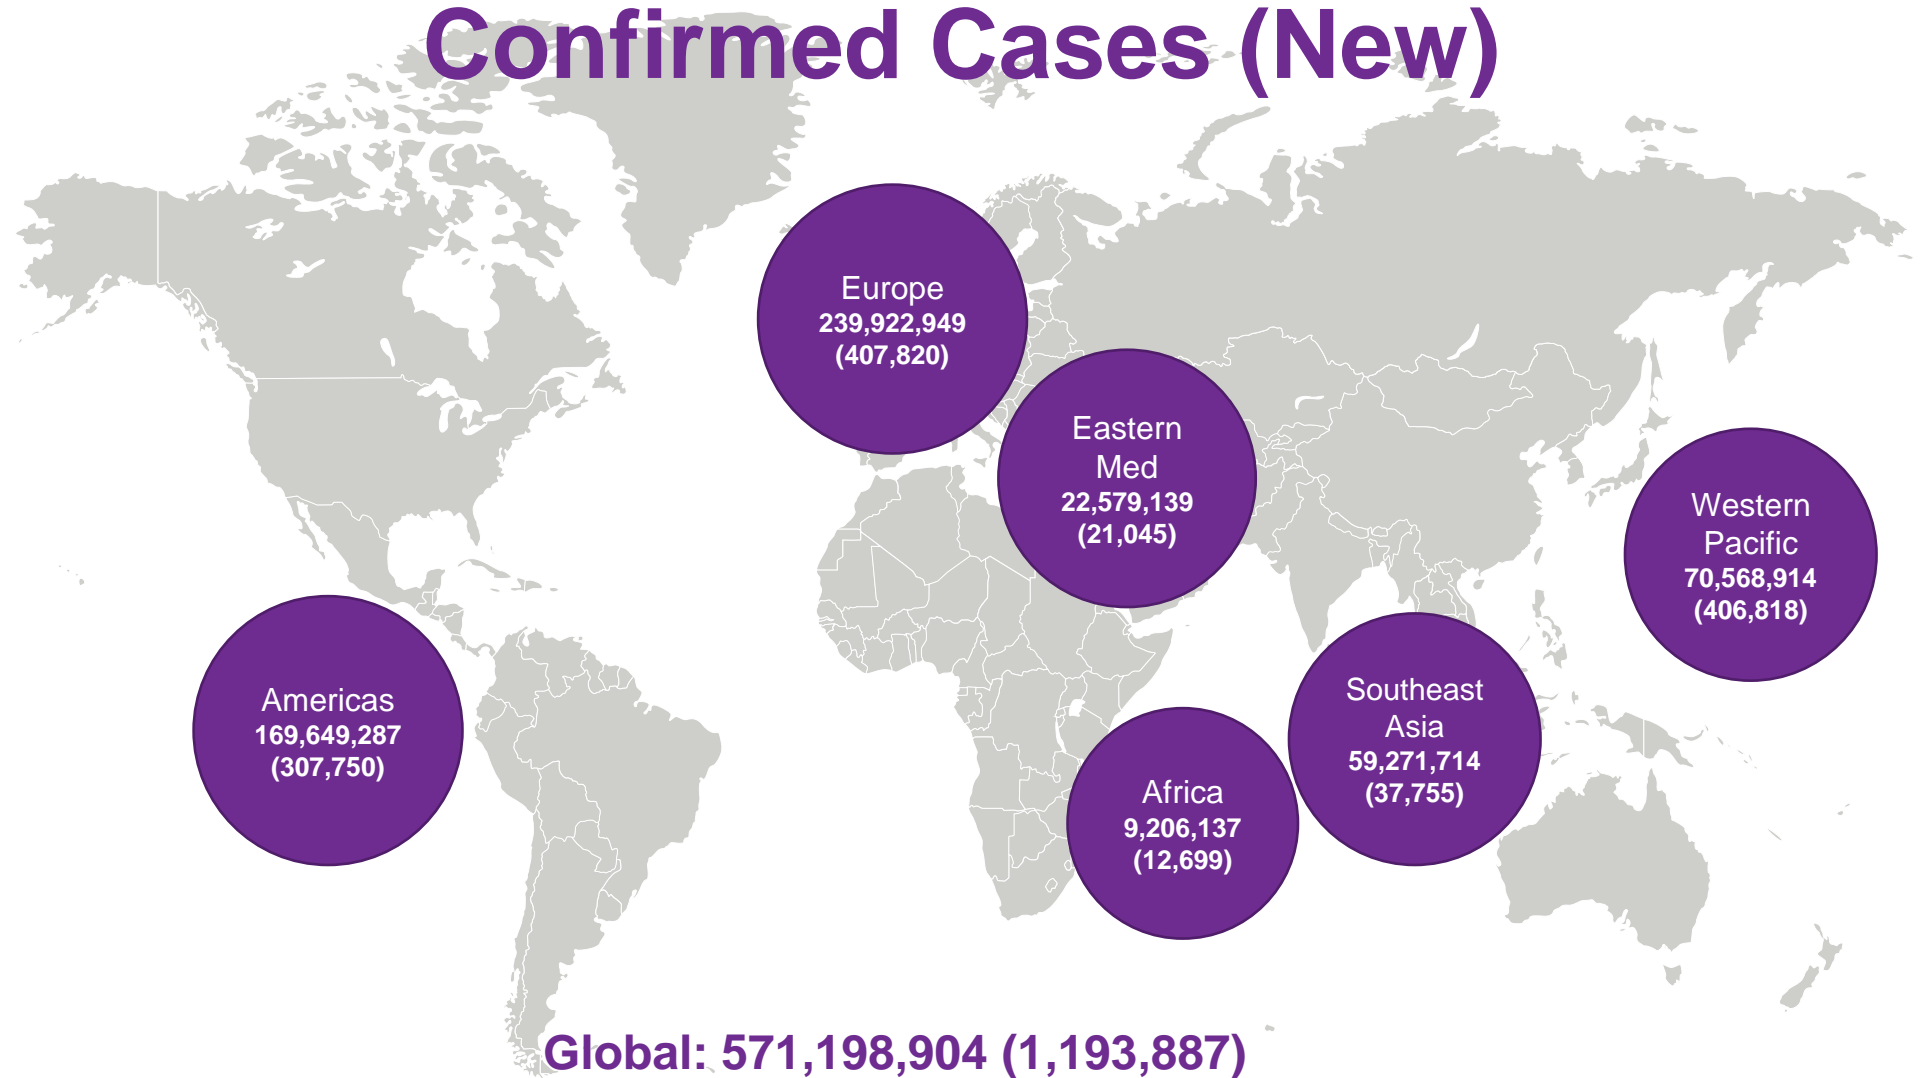 Confirmed Cases (New)
Europe
239,922,949
(407,820)
Eastern
Med
22,579,139
(21,045)
Western
Pacific
70,568,914
(406,818)
Americas
169,649,287
(307,750)
Southeast
Asia
59,271,714
(37,755)
Africa
9,206,137
(12,699)
Global: 571,198,904 (1,193,887)